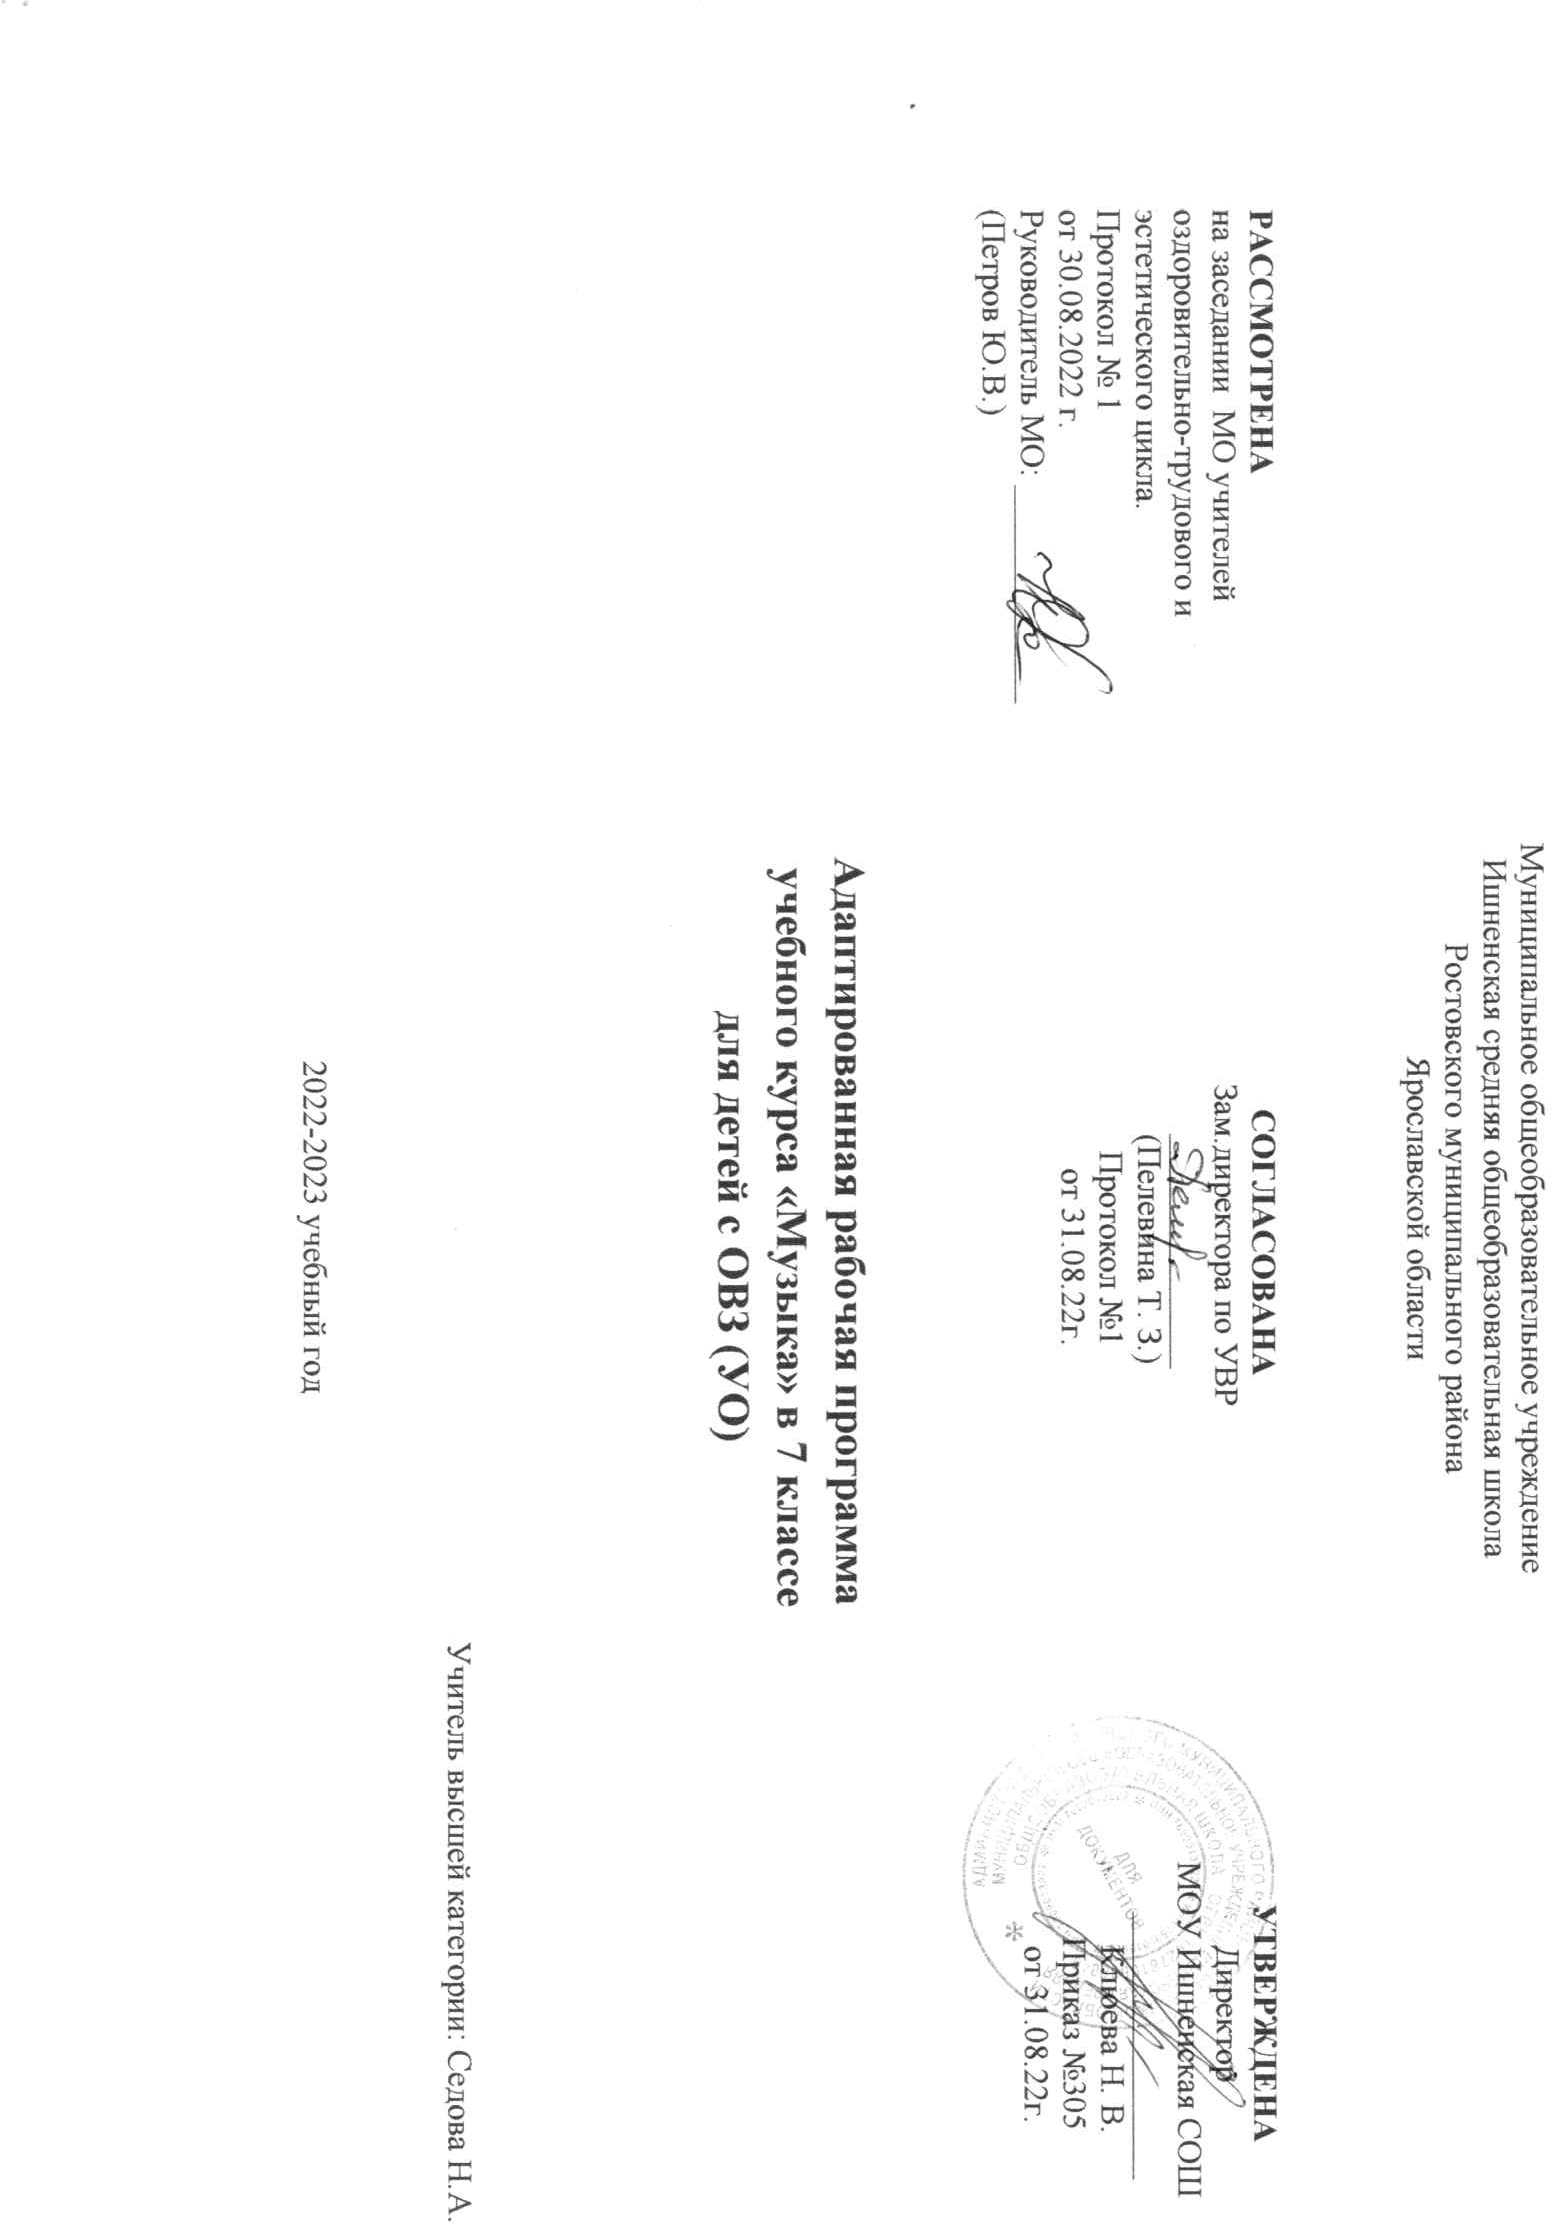 Муниципальное общеобразовательное учреждение
Ишненская средняя общеобразовательная школа
Ростовского муниципального района
Ярославской области
РАССМОТРЕНА
на заседании МО учителей
оздоровительно-трудового и
эстетического цикла.
Протокол № 1
от 30.08.2022 г.
Руководитель МО:
(Петров Ю.В.)
СОГЛАСОВАНА
Зам.директора по УВР
(Пелевина Т. З.)
Протокол №1
от 31.08.22г.
УТВЕРЖДЕНА
Директор
МОУ Ишненская СОШ
Клюева Н. В.
Приказ №305
от 31.08.22г.
ДЛЯ
ДОКУМЕНТОВ
Адаптированная рабочая программа
учебного курса «Музыка» в 7 классе
для детей с ОВЗ (УО)
Учитель высшей категории: Седова Н.А.
2022-2023 учебный год